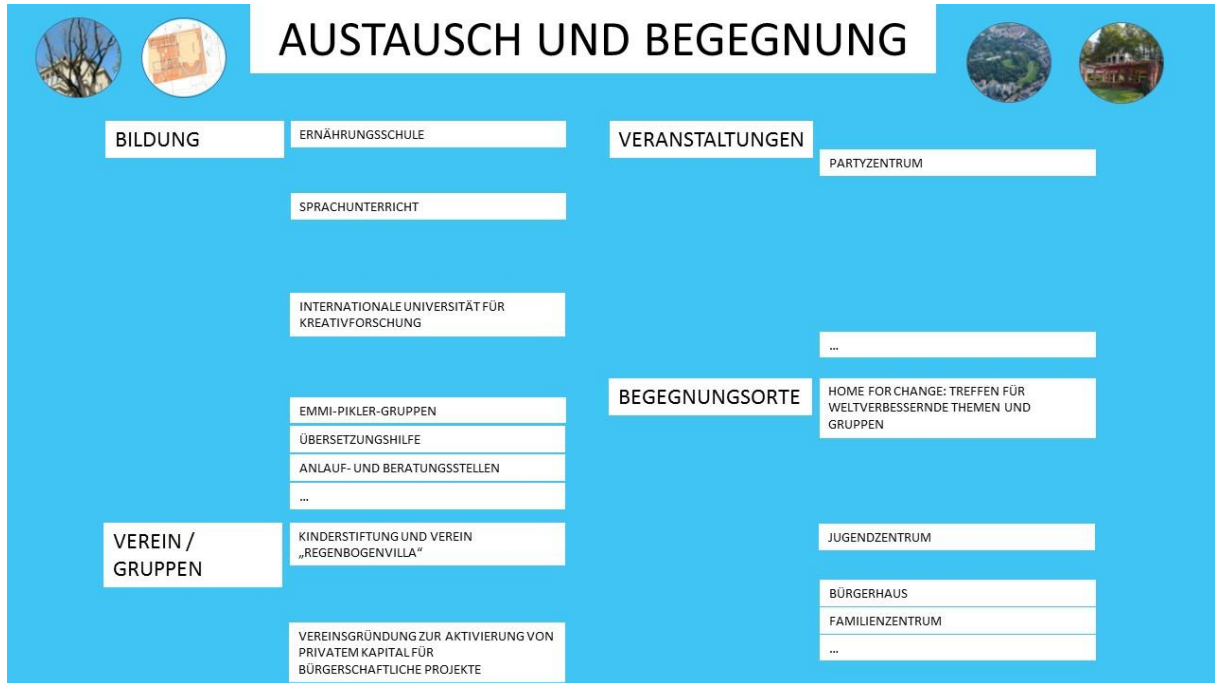 AUSTAUSCH UND BEGEGNUNG
BILDUNG
ERNÄHRUNGSSCHULE
SPRACHUNTERRICHT
INTERNATIONALE UNIVERSITÄT FÜR
KREATIVFORSCHUNG
EMMI-PIKLER-GRUPPEN
ÜBERSETZUNGSHILFE
ANLAUF- UND BERATUNGSSTELLEN
...
VEREIN /
GRUPPEN
KINDERSTIFTUNG UND VEREIN
„REGENBOGENVILLA“
VEREINSGRÜNDUNG ZUR AKTIVIERUNG VON
PRIVATEM KAPITAL FÜR
BÜRGERSCHAFTLICHE PROJEKTE
VERANSTALTUNGEN
PARTYZENTRUM
...
BEGEGNUNGSORTE
HOME FOR CHANGE: TREFFEN FÜR
WELTVERBESSERNDE THEMEN UND
GRUPPEN
JUGENDZENTRUM
BÜRGERHAUS
FAMILIENZENTRUM
...